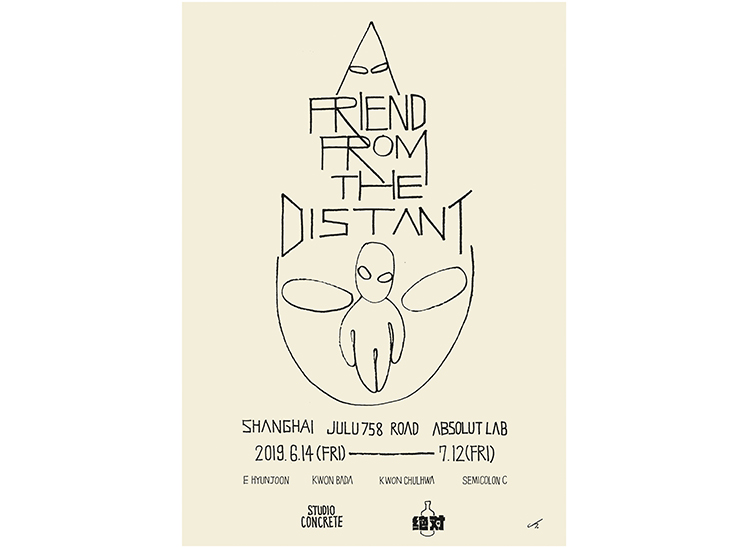 A
FRIEND
FROM
THE
DISTANT
SHANGHAI JULU 758 ROAD ABSOLUT LAB
2019. 6.14 (FRI) — 7.12 (FRI)
E HYUNJOON KWON BADA KWON CHULHWA SEMICOLON C
STUDIO
CONCRETE
绝对